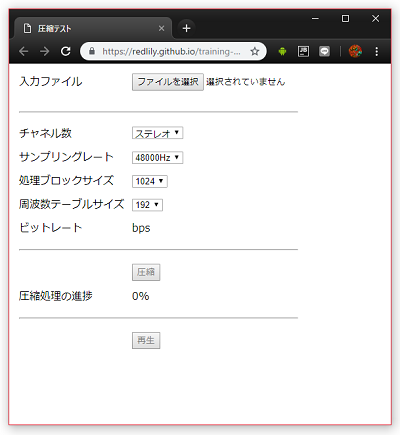 圧縮テスト
https://redlily.github.io/training-...
入力ファイル ファイルを選択 選択されていません
チャネル数 ステレオ
サンプリングレート 48000Hz
処理ブロックサイズ 1024
周波数テーブルサイズ 192
ビットレート bps
圧縮
圧縮処理の進捗 0%
再生